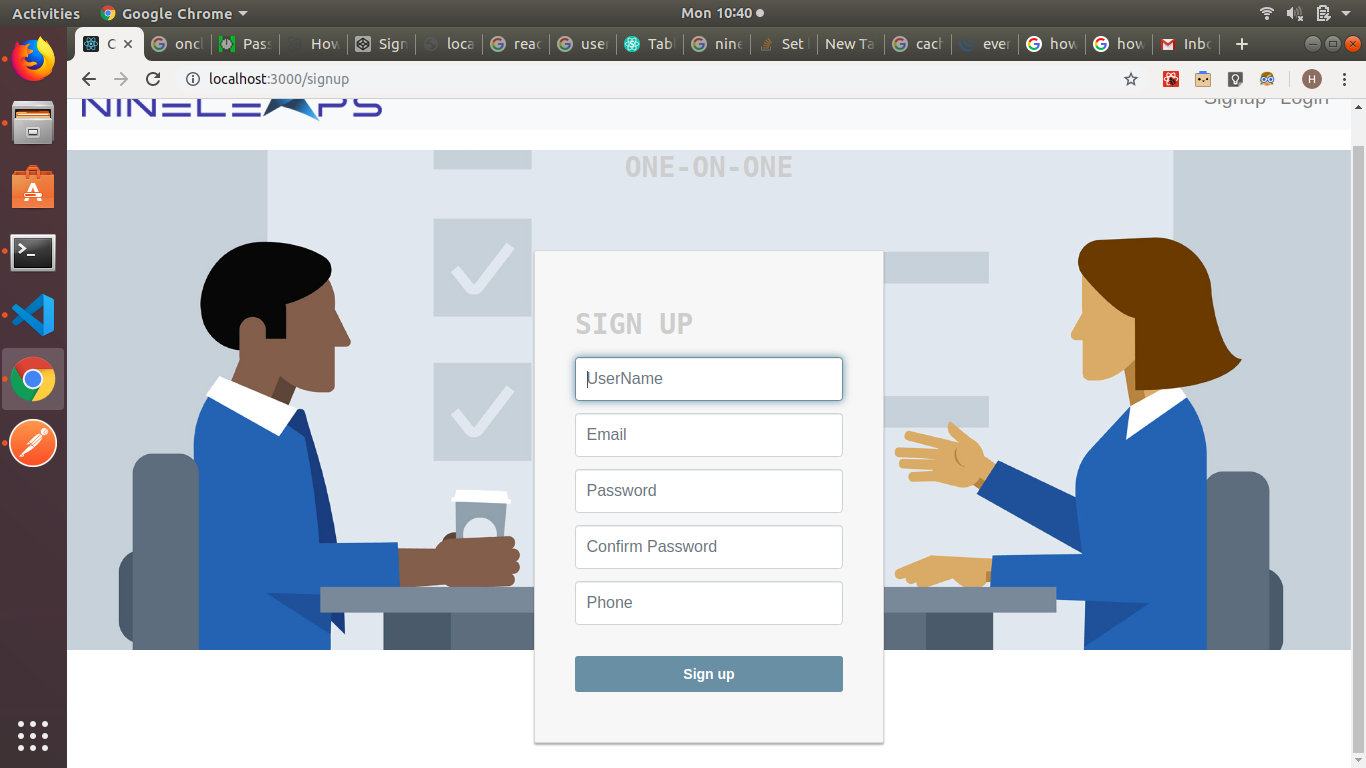 Activities Google Chrome Mon 10:40
C onc Pass How Sign loca reac user Tabl nine Set New Ta cach ever how how Inbo
localhost:3000/signup
NINELEAPS Signup Login
ONE-ON-ONE
SIGN UP
UserName
Email
Password
Confirm Password
Phone
Sign up
H